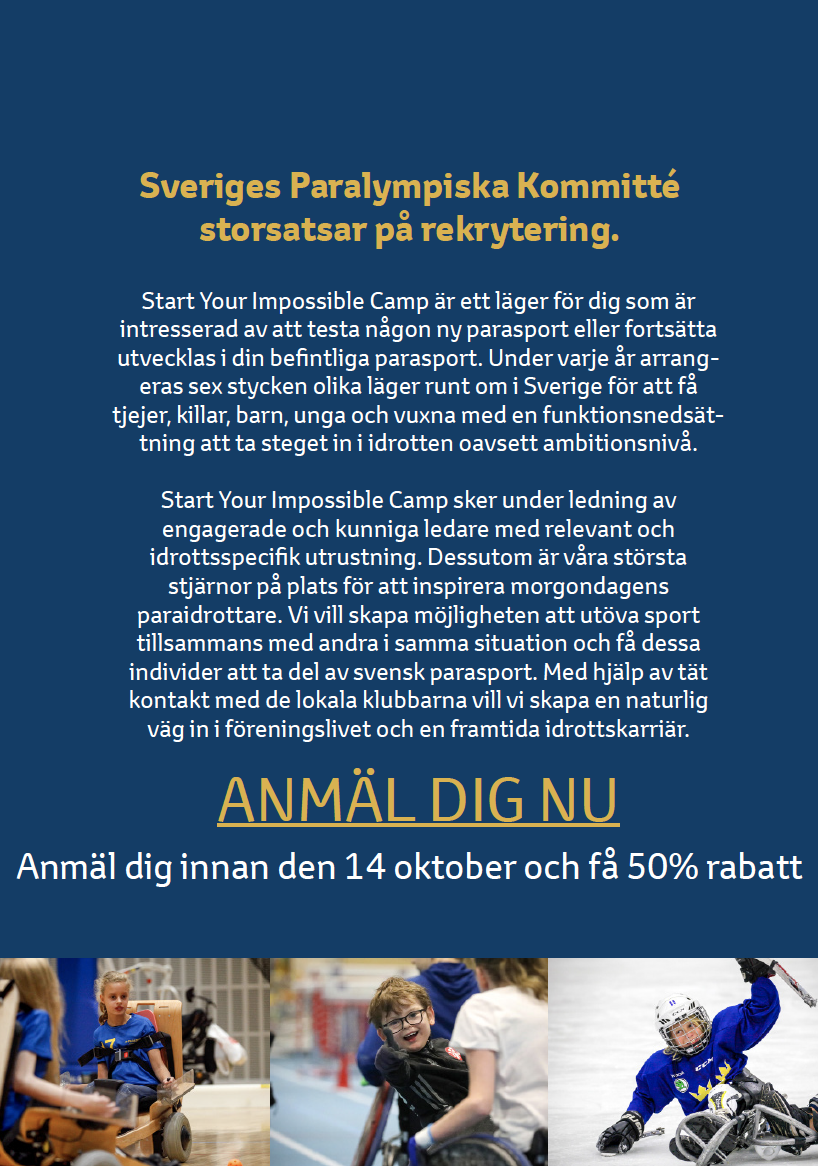 Sveriges Paralympiska Kommitté
storsatsar på rekrytering.
Start Your Impossible Camp är ett läger för dig som är
intresserad av att testa någon ny parasport eller fortsätta
utvecklas i din befintliga parasport. Under varje år arrang-
eras sex stycken olika läger runt om i Sverige för att få
tjejer, killar, barn, unga och vuxna med en funktionsnedsät-
tning att ta steget in i idrotten oavsett ambitionsnivå.
Start Your Impossible Camp sker under ledning av
engagerade och kunniga ledare med relevant och
idrottsspecifik utrustning. Dessutom är våra största
stjärnor på plats för att inspirera morgondagens
paraidrottare. Vi vill skapa möjligheten att utöva sport
tillsammans med andra i samma situation och få dessa
individer att ta del av svensk parasport. Med hjälp av tät
kontakt med de lokala klubbarna vill vi skapa en naturlig
väg in i föreningslivet och en framtida idrottskarriär.
ANMÄL DIG NU
Anmäl dig innan den 14 oktober och få 50% rabatt